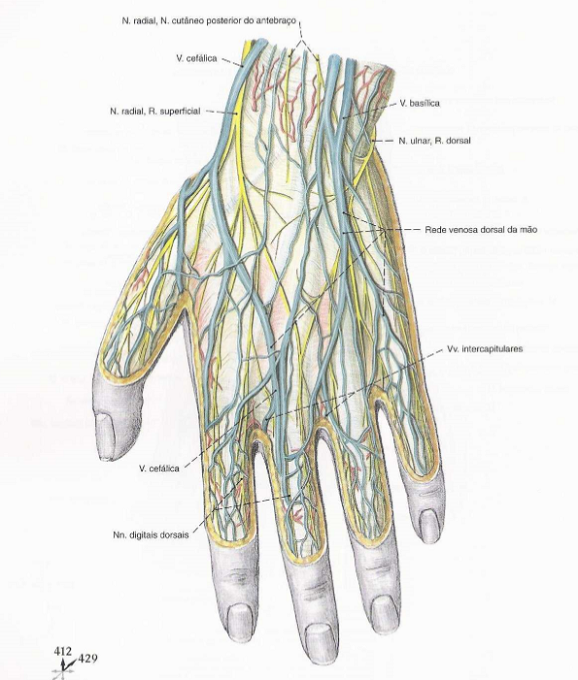 N. radial, N. cutâneo posterior do antebraço
V. cefálica
N. radial, R. superficial
V. basílica
N. ulnar, R. dorsal
Rede venosa dorsal da mão
Vv. intercapitulares
V. cefálica
Nn. digitais dorsais
412
429